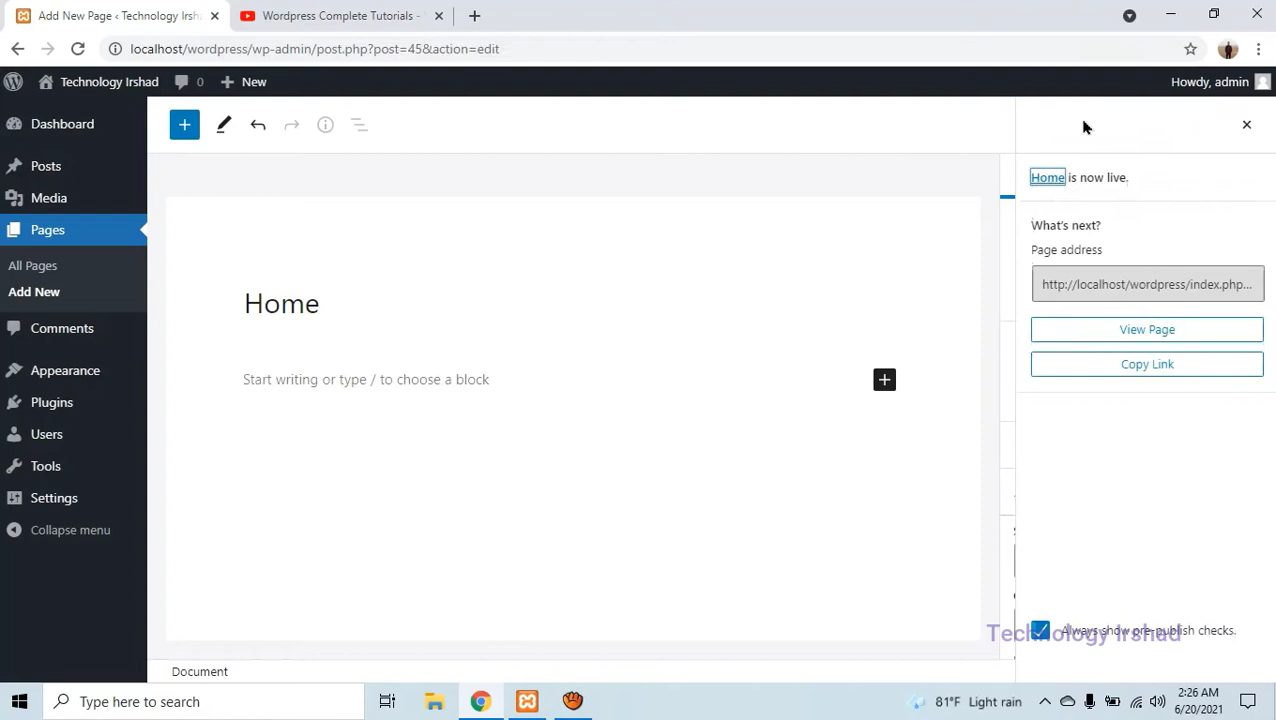 Add New Page ‹ Technology Irsh
Wordpress Complete Tutorials -
localhost/wordpress/wp-admin/post.php?post=45&action=edit
Technology Irshad
0
New
Howdy, admin
Dashboard
Posts
Media
Pages
All Pages
Add New
Comments
Appearance
Plugins
Users
Tools
Settings
Collapse menu
Home
Start writing or type / to choose a block
Document
Home is now live.
What's next?
Page address
http://localhost/wordpress/index.php...
View Page
Copy Link
Always show pre-publish checks.
Technology Irshad
Type here to search
81°F Light rain
2:26 AM
6/20/2021